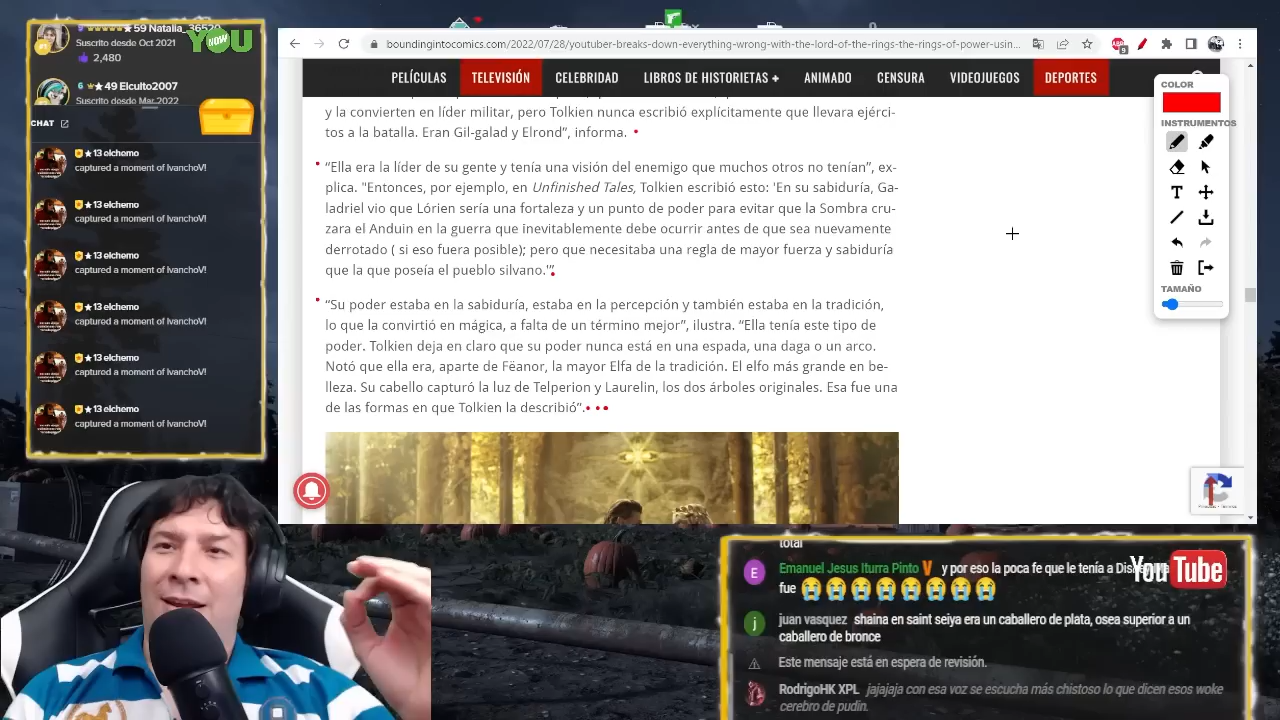 59 Natalia_36520
Suscrito desde Oct 2021
2,480
YOU
NOW
6 49 Elculto2007
Suscrito desde Mar 2022
CHAT
13 elchemo
captured a moment of IvanchoV!
13 elchemo
captured a moment of IvanchoV!
13 elchemo
captured a moment of IvanchoV!
13 elchemo
captured a moment of IvanchoV!
13 elchemo
captured a moment of IvanchoV!
13 elchemo
captured a moment of IvanchoV!
boundingintocomics.com/2022/07/28/youtuber-breaks-down-everything-wrong-with-lord-of-the-rings-the-rings-of-power-usin...
PELÍCULAS TELEVISIÓN CELEBRIDAD LIBROS DE HISTORIETAS + ANIMADO CENSURA VIDEOJUEGOS DEPORTES
y la convierten en líder militar, pero Tolkien nunca escribió explícitamente que llevara ejérci-
tos a la batalla. Eran Gilgalad y Elrond”, informa.
“Ella era la líder de su gente y tenía una visión del enemigo que muchos otros no tenían”, ex-
plica. "Entonces, por ejemplo, en Unfinished Tales, Tolkien escribió esto: 'En su sabiduría, Ga-
ladriel vio que Lórien sería una fortaleza y un punto de poder para evitar que la Sombra cru-
zara el Anduin en la guerra que inevitablemente debe ocurrir antes de que sea nuevamente
derrotado ( si eso fuera posible); pero que necesitaba una regla de mayor fuerza y sabiduría
que la que poseía el pueblo silvano.'”
“Su poder estaba en la sabiduría, estaba en la percepción y también estaba en la tradición,
lo que la convirtió en mágica, a falta de un término mejor”, ilustra. “Ella tenía este tipo de
poder. Tolkien deja en claro que su poder nunca está en una espada, una daga o un arco.
Notó que ella era, aparte de Fëanor, la mayor Elfa de la tradición. El elfo más grande en be-
lleza. Su cabello capturó la luz de Telperion y Laurelin, los dos árboles originales. Esa fue una
de las formas en que Tolkien la describió”.
COLOR
INSTRUMENTOS
T
TAMAÑO
total
Emanuel Jesus Iturra Pinto V y por eso la poca fe que le tenía a Disney
fue
YouTube
juan vasquez shaina en saint seiya era un caballero de plata, osea superior a un
caballero de bronce
Este mensaje está en espera de revisión.
RodrigoHK XPL jajajaja con esa voz se escucha más chistoso lo que dicen esos woke
cerebro de pudín.